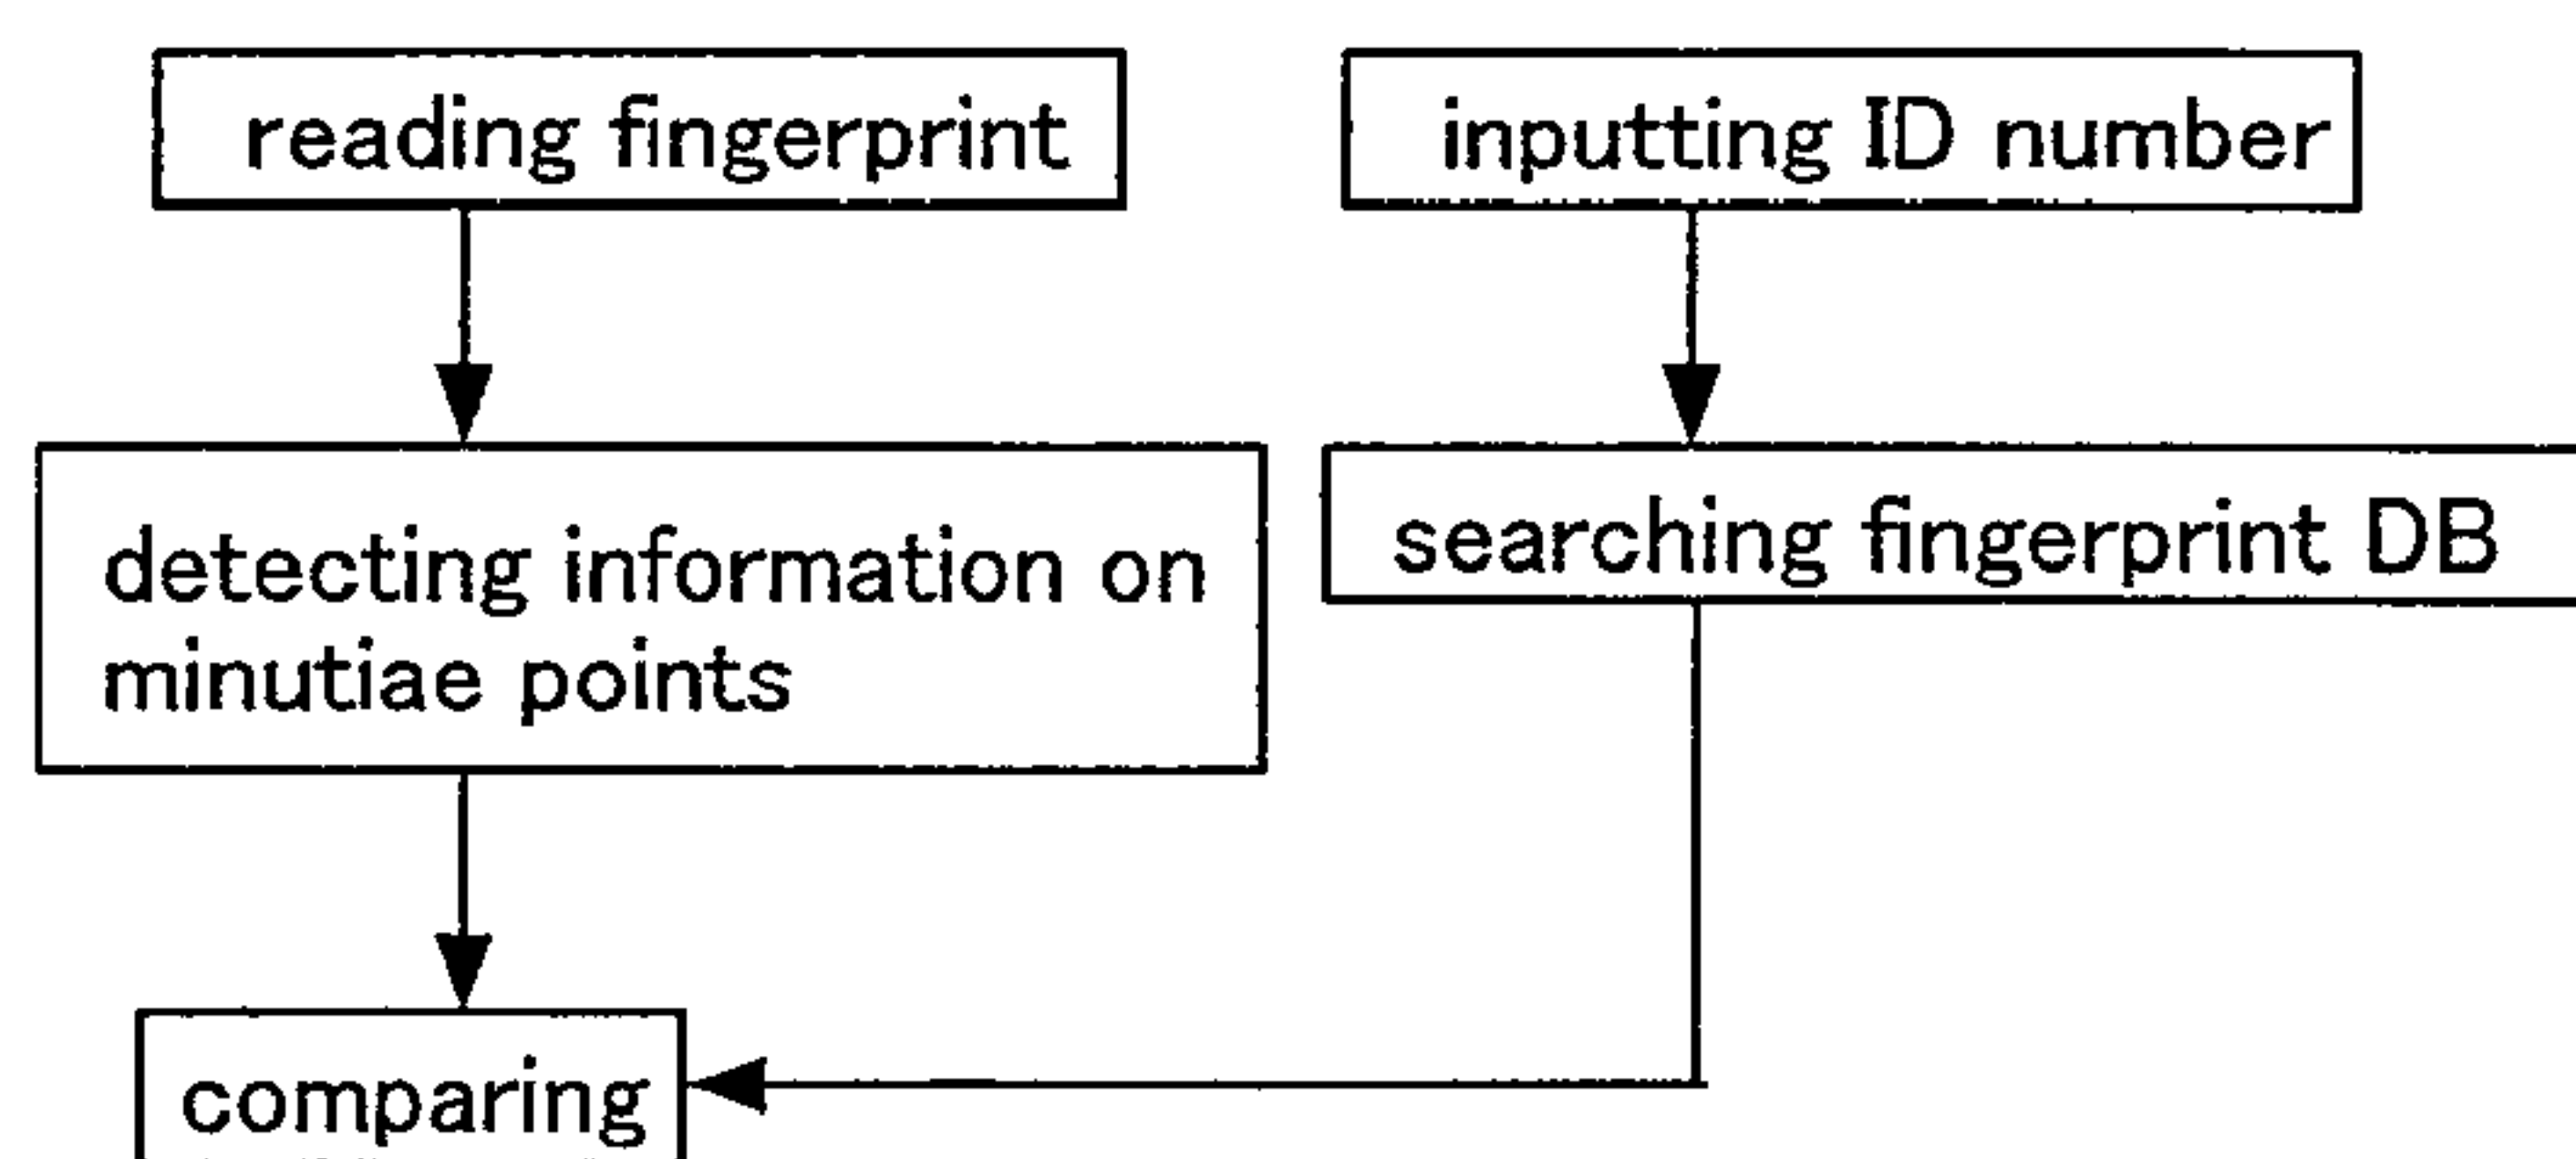 reading fingerprint
inputting ID number
detecting information on
minutiae points
searching fingerprint DB
comparing